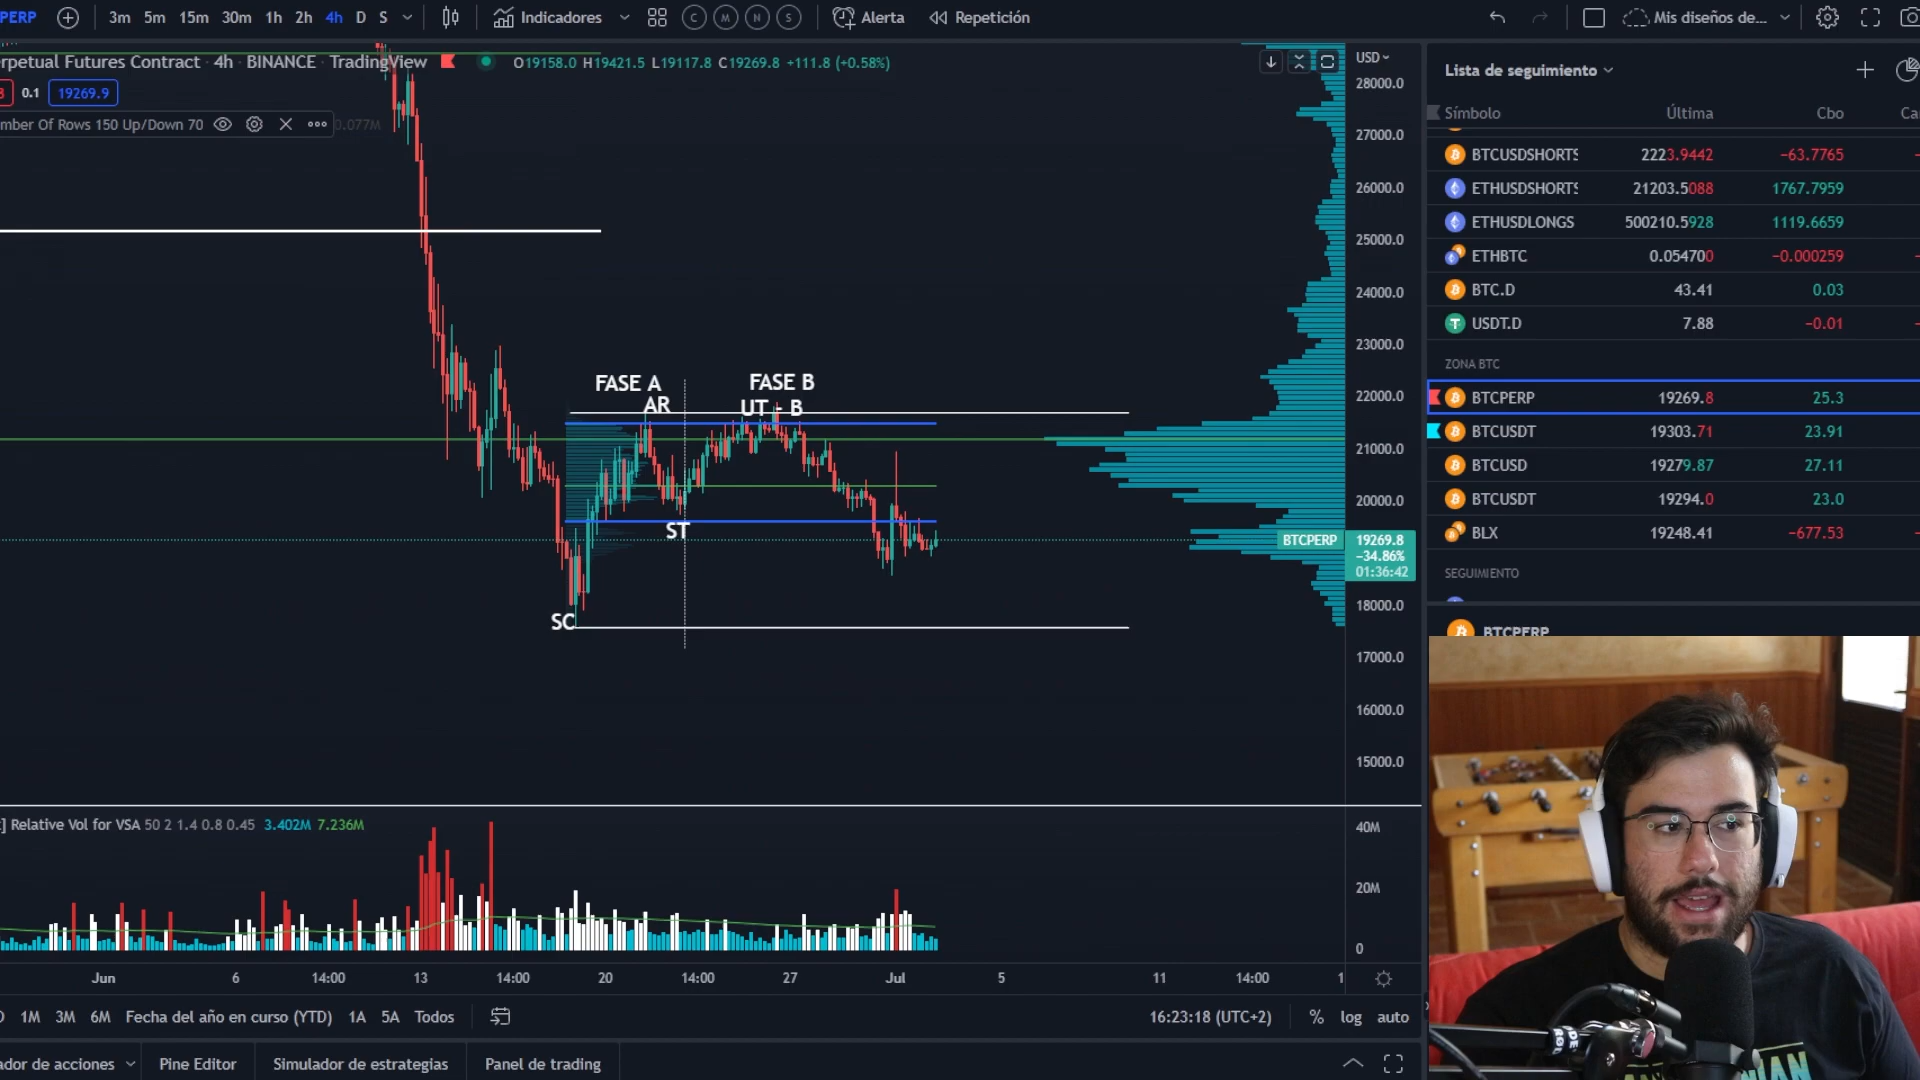 PERP 3m 5m 15m 30m 1h 2h 4h D S Indicadores C M N S Alerta Repetición Mis diseños de...
rpetual Futures Contract · 4h · BINANCE · TradingView O19158.0 H19421.5 L19117.8 C19269.8 +111.8 (+0.58%)
0.1 19269.9
mber Of Rows 150 Up/Down 70 0.077M
USD
28000.0
27000.0
26000.0
25000.0
24000.0
23000.0
22000.0
21000.0
20000.0
BTCPERP 19269.8
−34.86%
01:36:42
18000.0
17000.0
16000.0
15000.0
FASE A
AR
FASE B
UT - B
ST
SC
] Relative Vol for VSA 50 2 1.4 0.8 0.45 3.402M 7.236M
40M
20M
0
Jun 6 14:00 13 14:00 20 14:00 27 Jul 5 11 14:00 1
1M 3M 6M Fecha del año en curso (YTD) 1A 5A Todos 16:23:18 (UTC+2) % log auto
ador de acciones Pine Editor Simulador de estrategias Panel de trading
Lista de seguimiento
Símbolo Última Cbo Ca
BTCUSDSHORTS 2223.9442 −63.7765
ETHUSDSHORTS 21203.5088 1767.7959
ETHUSDLONGS 500210.5928 1119.6659
ETHBTC 0.054700 −0.000259
BTC.D 43.41 0.03
USDT.D 7.88 −0.01
ZONA BTC
BTCPERP 19269.8 25.3
BTCUSDT 19303.71 23.91
BTCUSD 19279.87 27.11
BTCUSDT 19294.0 23.0
BLX 19248.41 −677.53
SEGUIMIENTO
BTCPERP